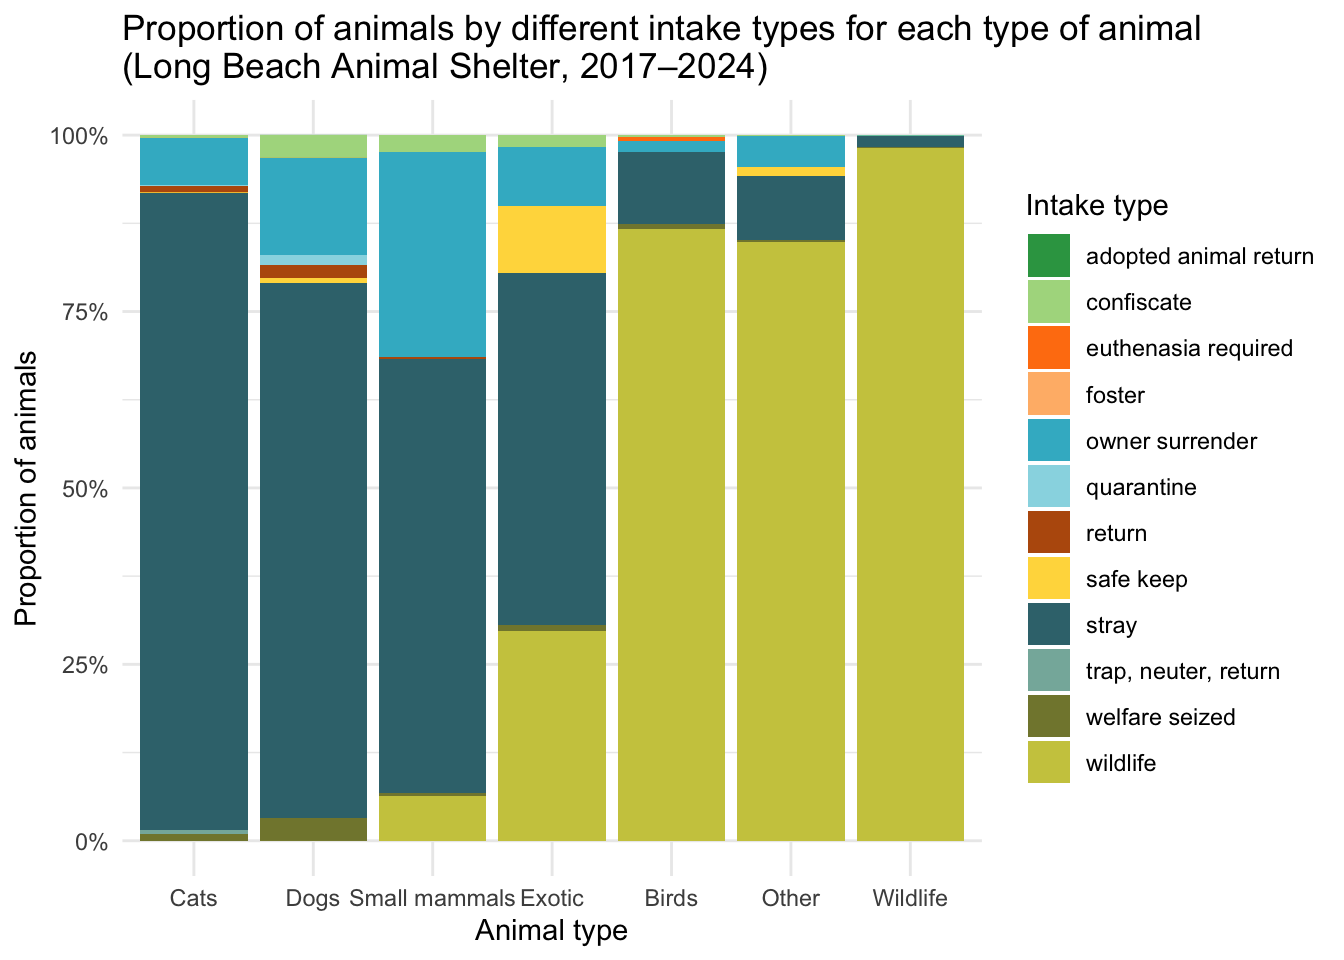 Proportion of animals by different intake types for each type of animal
(Long Beach Animal Shelter, 2017–2024)
100%
75%
50%
25%
0%
Proportion of animals
Cats
Dogs
Small mammals
Exotic
Birds
Other
Wildlife
Animal type
Intake type
adopted animal return
confiscate
euthenasia required
foster
owner surrender
quarantine
return
safe keep
stray
trap, neuter, return
welfare seized
wildlife